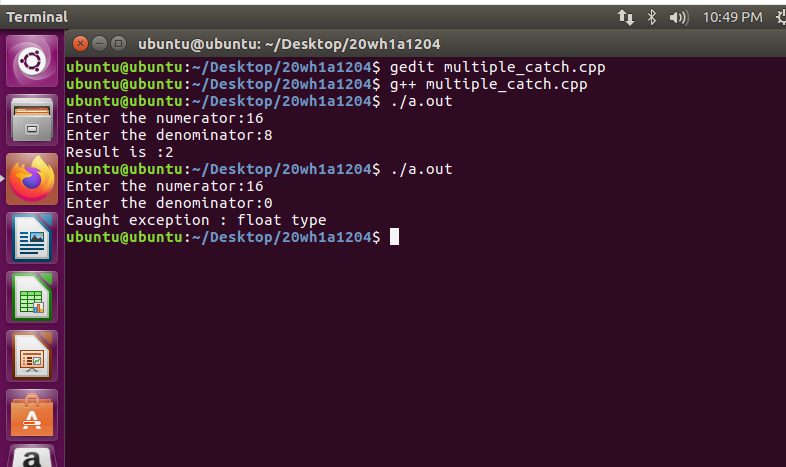 Terminal
10:49 PM
ubuntu@ubuntu: ~/Desktop/20wh1a1204
ubuntu@ubuntu:~/Desktop/20wh1a1204$ gedit multiple_catch.cpp
ubuntu@ubuntu:~/Desktop/20wh1a1204$ g++ multiple_catch.cpp
ubuntu@ubuntu:~/Desktop/20wh1a1204$ ./a.out
Enter the numerator:16
Enter the denominator:8
Result is :2
ubuntu@ubuntu:~/Desktop/20wh1a1204$ ./a.out
Enter the numerator:16
Enter the denominator:0
Caught exception : float type
ubuntu@ubuntu:~/Desktop/20wh1a1204$
A
a